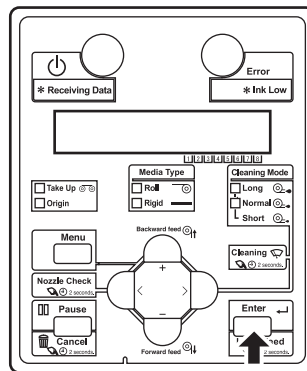 Error
* Receiving Data
* Ink Low
1 2 3 4 5 6 7 8
Media Type
Cleaning Mode
Take Up
Origin
Roll
Rigid
Long
Normal
Short
Menu
Backward feed
+
Cleaning
2 seconds.
Nozzle Check
2 seconds.
< >
Pause
Enter
−
Cancel
2 seconds.
Forward feed
2 seconds.